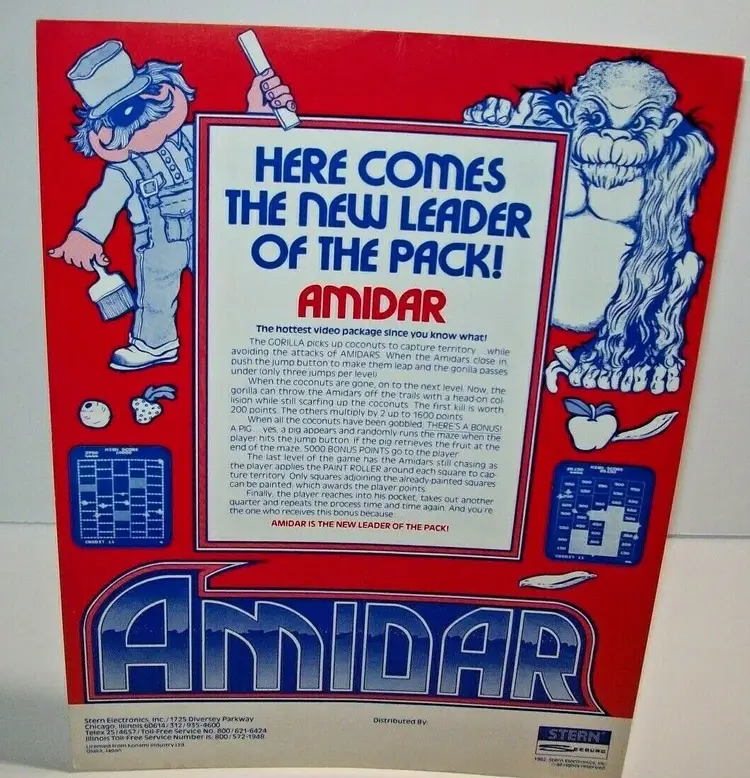 HERE COMES
THE NEW LEADER
OF THE PACK!
AMIDAR
The hottest video package since you know what!
The GORILLA picks up coconuts to capture territory...while
avoiding the attacks of AMIDARS. When the Amidars close in,
push the jump button to make them leap and the gorilla passes
under (only three jumps per level).
When the coconuts are gone, on to the next level. Now, the
gorilla can throw the Amidars off the trails with a head-on col-
lision while still scarfing up the coconuts. The first kill is worth
200 points. The others multiply by 2 up to 1600 points.
When all the coconuts have been gobbled, THERE'S A BONUS!
A PIG...yes, a pig appears and randomly runs the maze when the
player hits the jump button. If the pig retrieves the fruit at the
end of the maze, 5000 BONUS POINTS go to the player.
The last level of the game has the Amidars still chasing as
the player applies the PAINT ROLLER around each square to cap-
ture territory. Only squares adjoining the already-painted squares
can be painted, which awards the player points.
Finally, the player reaches into his pocket, takes out another
quarter and repeats the process time and time again. And you're
the one who receives this bonus because:
AMIDAR IS THE NEW LEADER OF THE PACK!
HIGH SCORE
HIGH SCORE
CREDIT
CREDIT
AMIDAR
Stern Electronics, Inc./1725 Diversey Parkway
Chicago, Illinois 60614/312/935-4600
Telex 25/4657/Toll-Free Service No. 800/621-6424
Illinois Toll-Free Service Number is: 800/572-1948
Licensed from Konami Industry Ltd.
Osaka, Japan
Distributed By:
STERN
SEEBURG
1982, Stern Electronics, Inc.
all rights reserved